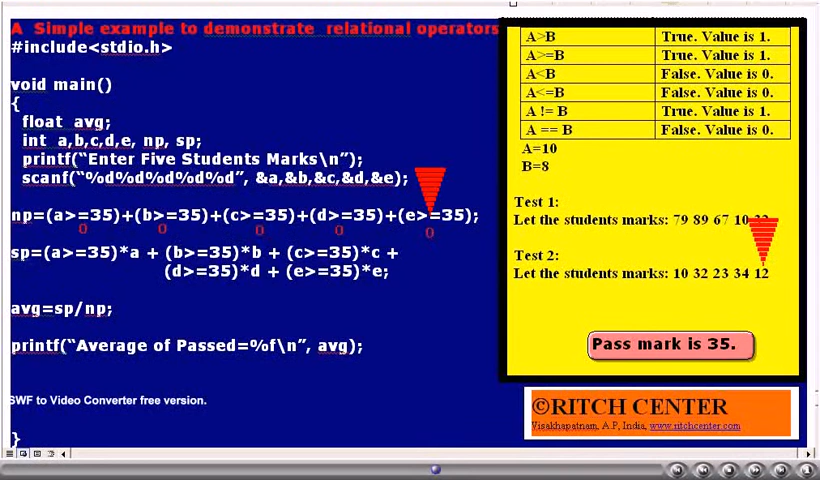 A Simple example to demonstrate relational operators
#include<stdio.h>
void main()
{
float avg;
int a,b,c,d,e, np, sp;
printf(“Enter Five Students Marks\n”);
scanf(“%d%d%d%d%d”, &a,&b,&c,&d,&e);
np=(a>=35)+(b>=35)+(c>=35)+(d>=35)+(e>=35);
0 0 0 0 0
sp=(a>=35)*a + (b>=35)*b + (c>=35)*c +
(d>=35)*d + (e>=35)*e;
avg=sp/np;
printf(“Average of Passed=%f\n”, avg);
SWF to Video Converter free version.
}
A>B True. Value is 1.
A>=B True. Value is 1.
A<B False. Value is 0.
A<=B False. Value is 0.
A != B True. Value is 1.
A == B False. Value is 0.
A=10
B=8
Test 1:
Let the students marks: 79 89 67 10
Test 2:
Let the students marks: 10 32 23 34 12
Pass mark is 35.
©RITCH CENTER
Visakhapatnam, A.P, India, www.ritchcenter.com